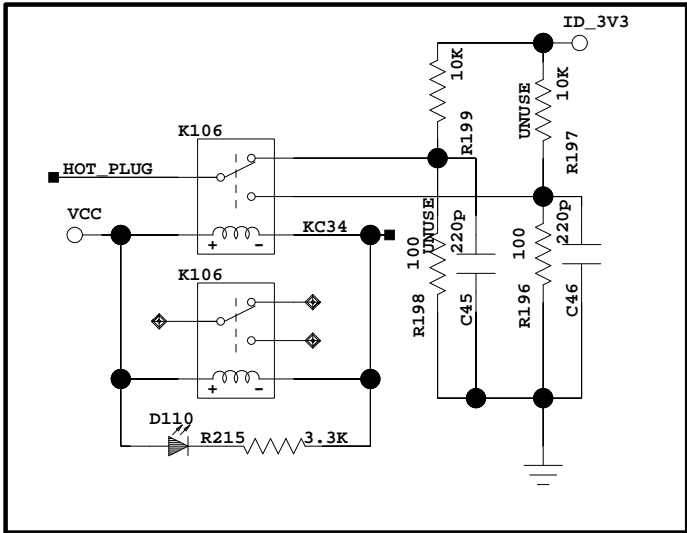 ID_3V3
10K
R199
UNUSE
10K
R197
K106
HOT_PLUG
VCC
+
-
KC34
100
UNUSE
R198
220p
C45
100
R196
220p
C46
K106
+
-
D110
R215
3.3K